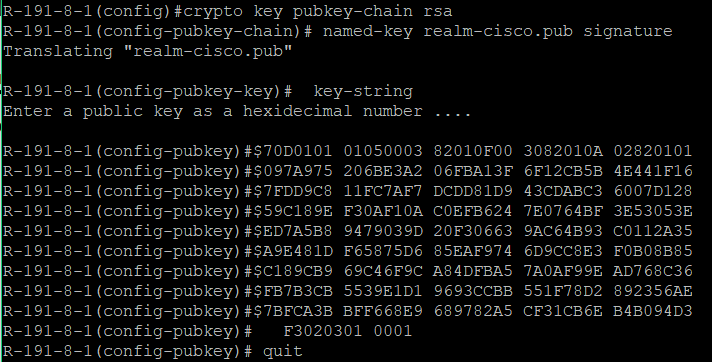 R-191-8-1(config)#crypto key pubkey-chain rsa
R-191-8-1(config-pubkey-chain)# named-key realm-cisco.pub signature
Translating "realm-cisco.pub"
R-191-8-1(config-pubkey-key)#  key-string
Enter a public key as a hexidecimal number ....
R-191-8-1(config-pubkey)#$70D0101 01050003 82010F00 3082010A 02820101
R-191-8-1(config-pubkey)#$097A975 206BE3A2 06FBA13F 6F12CB5B 4E441F16
R-191-8-1(config-pubkey)#$7FDD9C8 11FC7AF7 DCDD81D9 43CDABC3 6007D128
R-191-8-1(config-pubkey)#$59C189E F30AF10A C0EFB627 7E0764BF 3E53053E
R-191-8-1(config-pubkey)#$ED7A5B8 9479039D 20F30663 9AC64B93 C0112A35
R-191-8-1(config-pubkey)#$A9E481D F65875D6 85EAF974 6D9CC8E3 F0B08B85
R-191-8-1(config-pubkey)#$C189CB9 69C46F9C A84DFBA5 7A0AF99E AD768C36
R-191-8-1(config-pubkey)#$FB7B3CB 5539E1D1 9693CCBB 551F78D2 892356AE
R-191-8-1(config-pubkey)#$7BFCA3B BFF668E9 689782A5 CF31CB6E B4B094D3
R-191-8-1(config-pubkey)#   F3020301 0001
R-191-8-1(config-pubkey)# quit